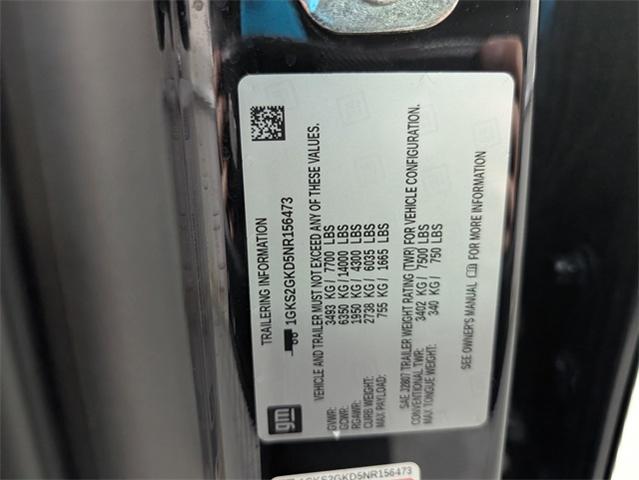 TRAILERING INFORMATION
1GKS2GKD5NR156473
VEHICLE AND TRAILER MUST NOT EXCEED ANY OF THESE VALUES.
GVWR: 3493 KG / 7700 LBS
GCWR: 6350 KG / 14000 LBS
RGAWR: 1950 KG / 4300 LBS
CURB WEIGHT: 2738 KG / 6035 LBS
MAX PAYLOAD: 755 KG / 1665 LBS
SAE J2807 TRAILER WEIGHT RATING (TWR) FOR VEHICLE CONFIGURATION.
CONVENTIONAL TWR: 3402 KG / 7500 LBS
MAX TONGUE WEIGHT: 340 KG / 750 LBS
SEE OWNER'S MANUAL FOR MORE INFORMATION
gm
1GKS2GKD5NR156473